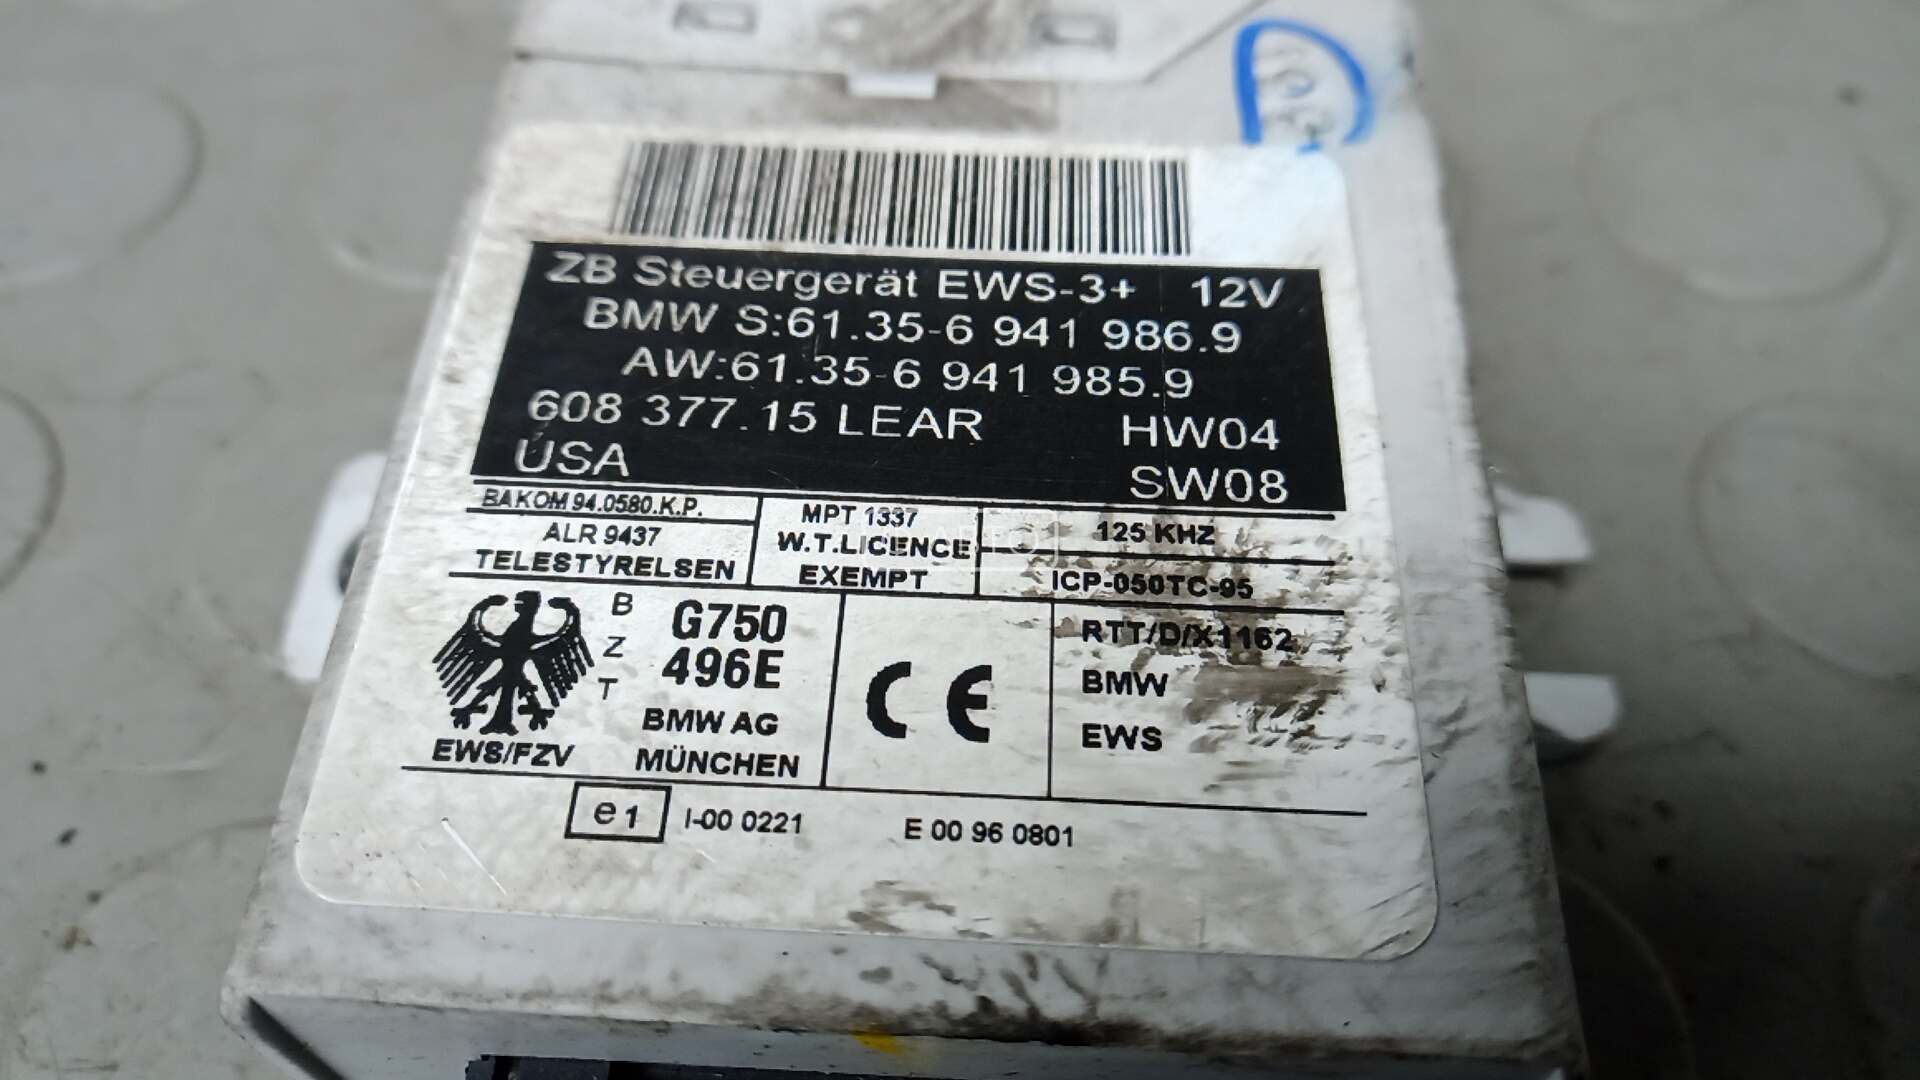 ZB Steuergerät EWS-3+ 12V
BMW S:61.35-6 941 986.9
AW:61.35-6 941 985.9
608 377.15 LEAR HW04
USA SW08
BAKOM 94.0580.K.P.
ALR 9437
TELESTYRELSEN
MPT 1337
W.T.LICENCE
EXEMPT
125 KHZ
ICP-050TC-95
B Z T
G750
496E
BMW AG
MÜNCHEN
EWS/FZV
CE
RTT/D/X1162
BMW
EWS
e1 I-00 0221 E 00 96 0801